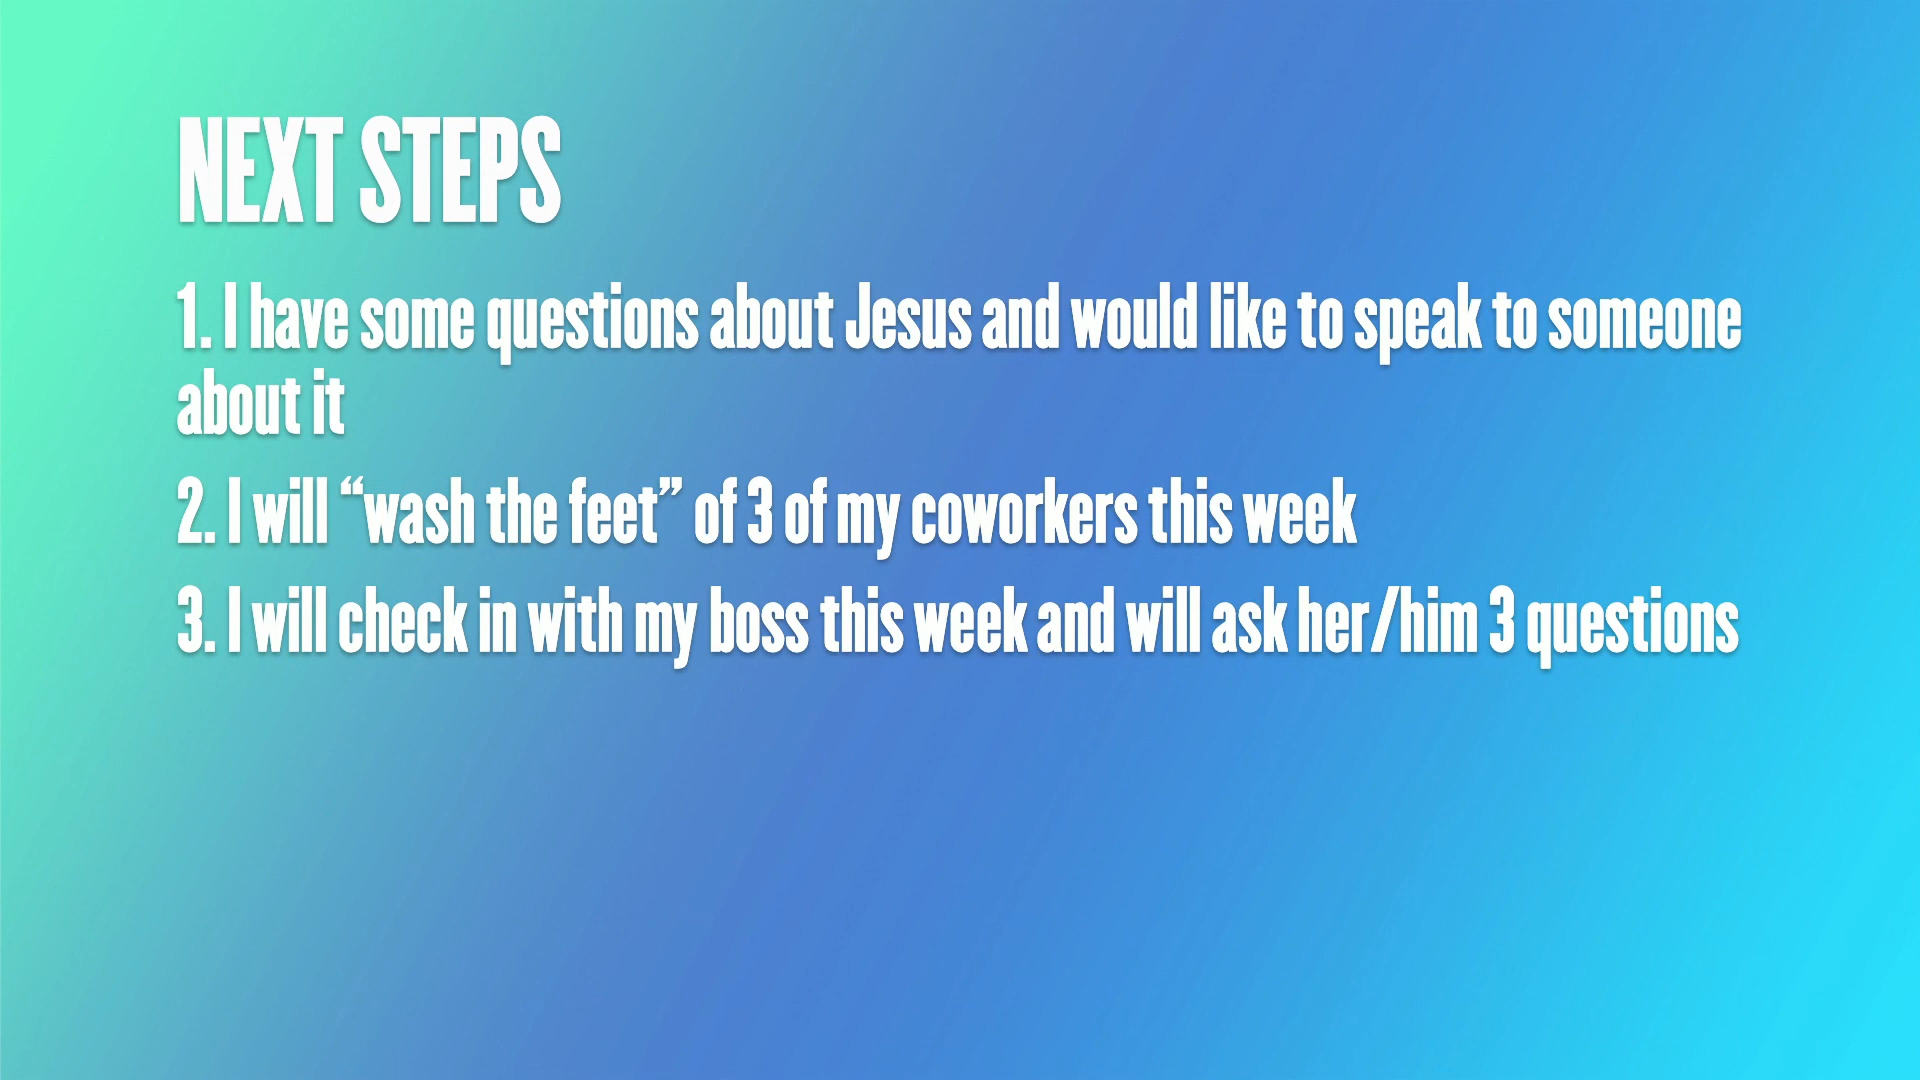 NEXT STEPS
1. I have some questions about Jesus and would like to speak to someone
about it
2. I will “wash the feet” of 3 of my coworkers this week
3. I will check in with my boss this week and will ask her/him 3 questions